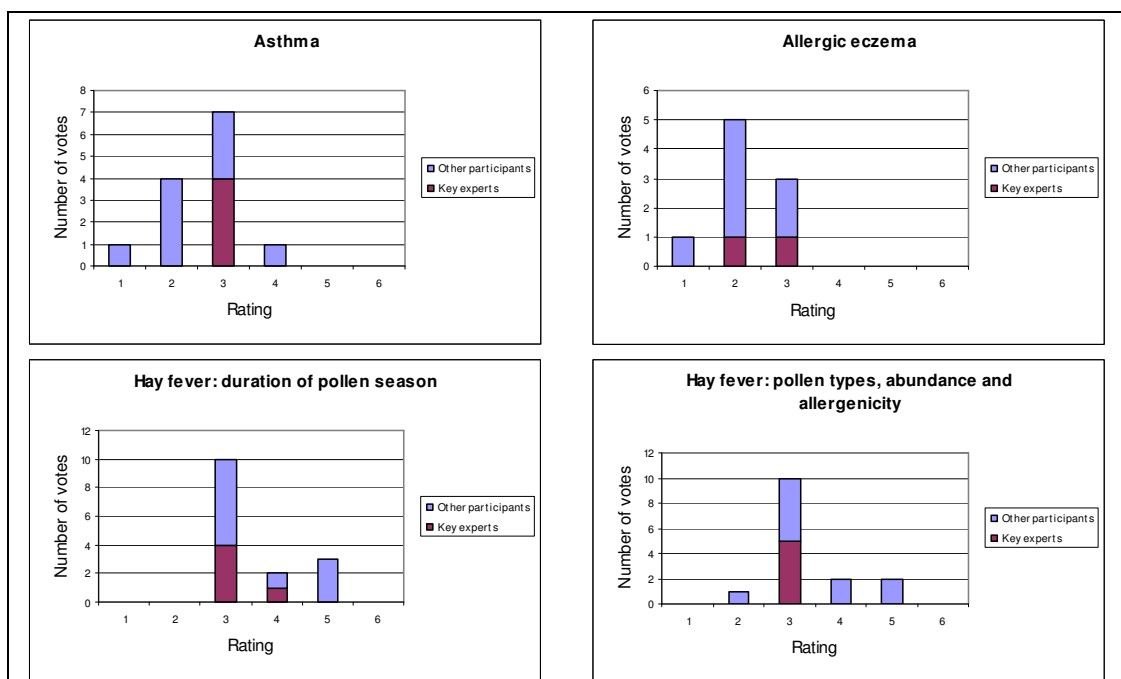 Asthma
Number of votes
8
7
6
5
4
3
2
1
0
1 2 3 4 5 6
Rating
Other participants
Key experts
Allergic eczema
Number of votes
6
5
4
3
2
1
0
1 2 3 4 5 6
Rating
Other participants
Key experts
Hay fever: duration of pollen season
Number of votes
12
10
8
6
4
2
0
1 2 3 4 5 6
Rating
Other participants
Key experts
Hay fever: pollen types, abundance and
allergenicity
Number of votes
12
10
8
6
4
2
0
1 2 3 4 5 6
Rating
Other participants
Key experts